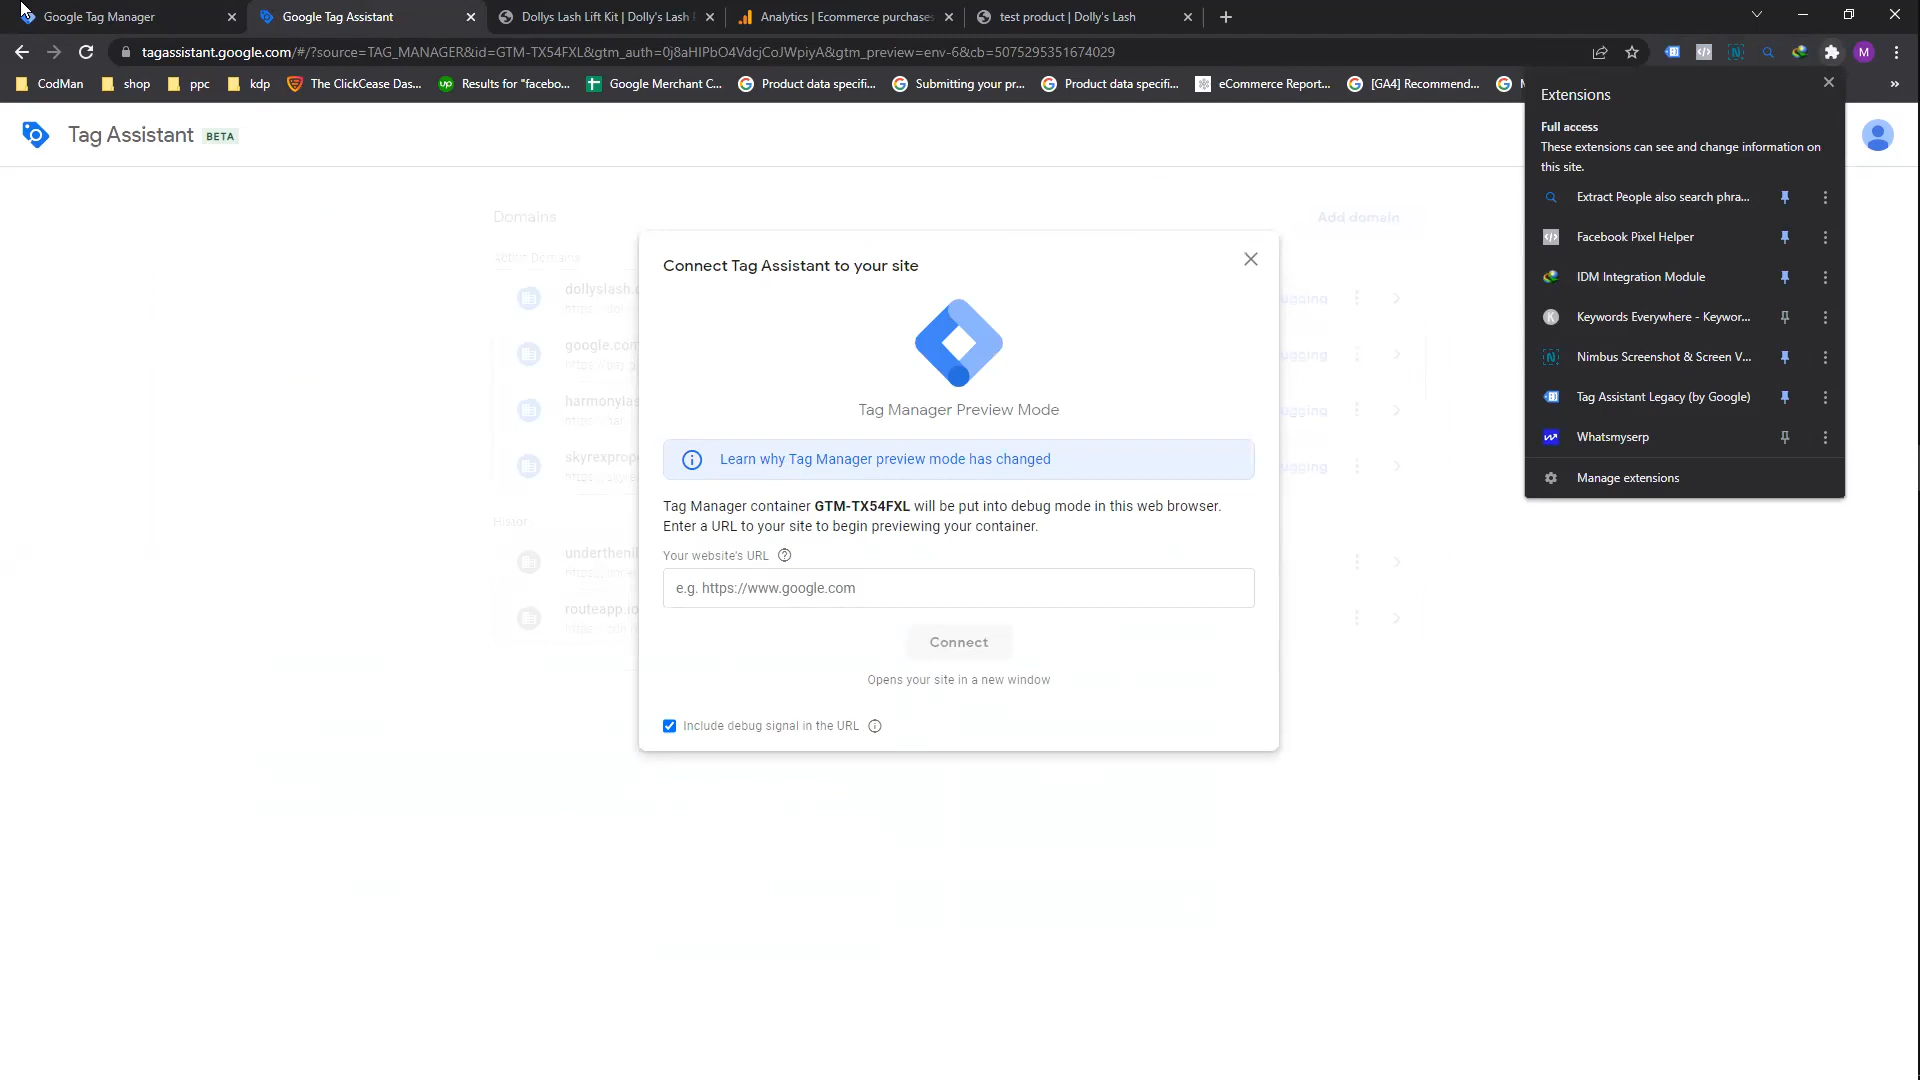 Google Tag Manager
Google Tag Assistant
Dollys Lash Lift Kit | Dolly's Lash
Analytics | Ecommerce purchases
test product | Dolly's Lash
tagassistant.google.com/#/?source=TAG_MANAGER&id=GTM-TX54FXL&gtm_auth=0j8aHIPbO4VdcjCoJWpiyA&gtm_preview=env-6&cb=5075295351674029
M
CodMan
shop
ppc
kdp
The ClickCease Das...
up Results for "facebo...
Google Merchant C...
Product data specifi...
Submitting your pr...
Product data specifi...
eCommerce Report...
[GA4] Recommend...
»
Tag Assistant BETA
Extensions
Full access
These extensions can see and change information on
this site.
Extract People also search phra...
Facebook Pixel Helper
IDM Integration Module
Keywords Everywhere - Keywor...
Nimbus Screenshot & Screen V...
Tag Assistant Legacy (by Google)
Whatsmyserp
Manage extensions
Domains
Add domain
Active Domains
dollyslash.c
google.com
harmonylas
skyrexprop
History
underthenil
routeapp.io
Connect Tag Assistant to your site
Tag Manager Preview Mode
Learn why Tag Manager preview mode has changed
Tag Manager container GTM-TX54FXL will be put into debug mode in this web browser.
Enter a URL to your site to begin previewing your container.
Your website's URL
e.g. https://www.google.com
Connect
Opens your site in a new window
Include debug signal in the URL